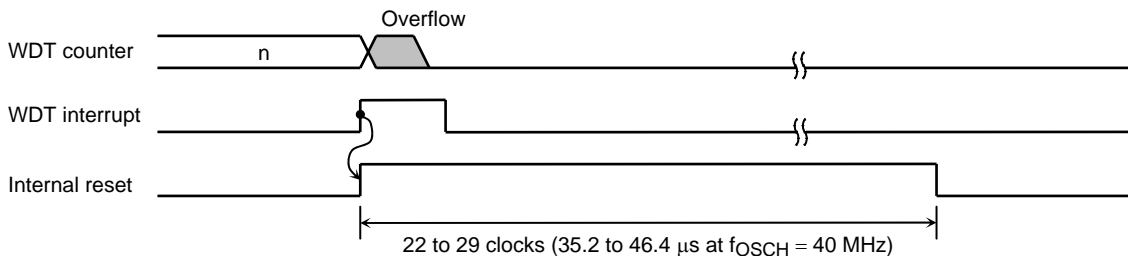 Overflow
WDT counter
n
WDT interrupt
Internal reset
22 to 29 clocks (35.2 to 46.4 μs at fOSCH = 40 MHz)